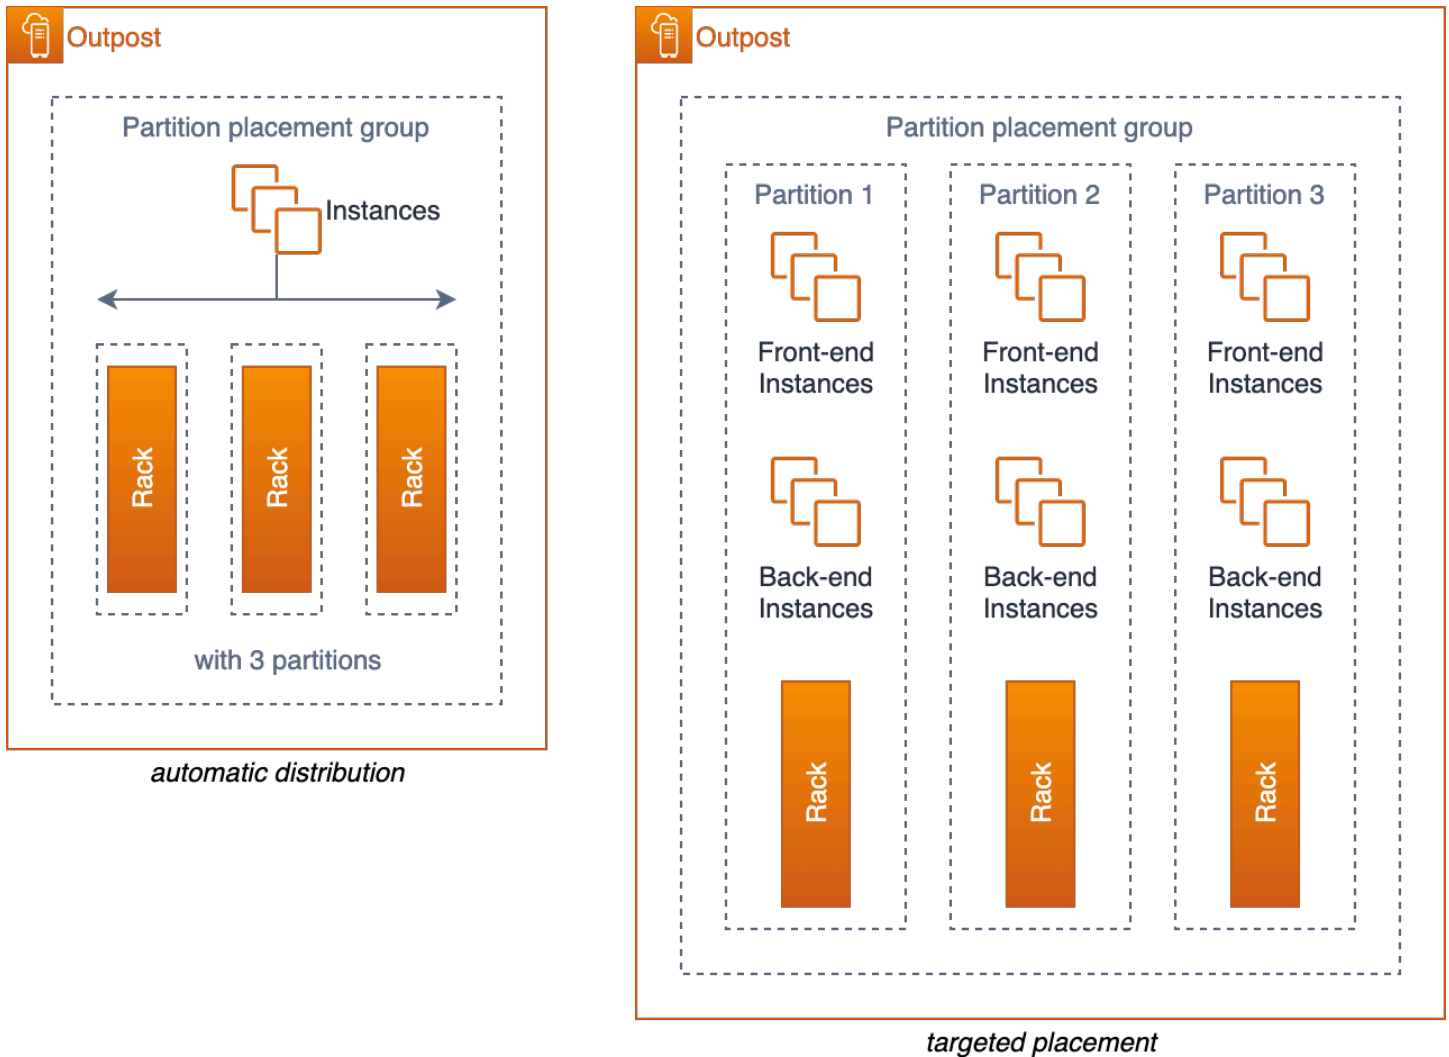 Outpost
Partition placement group
Instances
Rack
Rack
Rack
with 3 partitions
automatic distribution
Outpost
Partition placement group
Partition 1
Front-end
Instances
Back-end
Instances
Rack
Partition 2
Front-end
Instances
Back-end
Instances
Rack
Partition 3
Front-end
Instances
Back-end
Instances
Rack
targeted placement